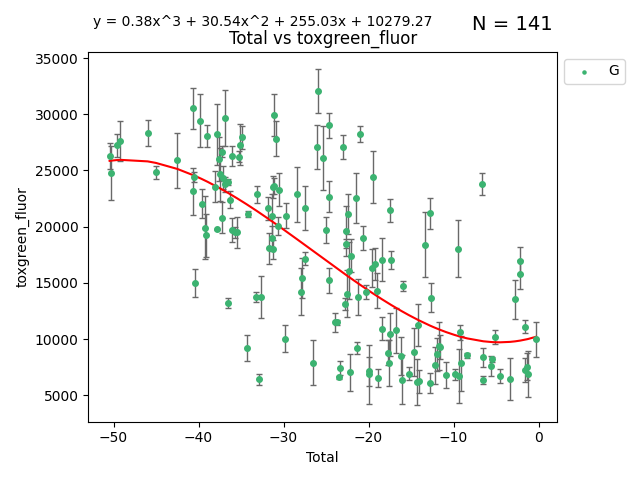 y = 0.38x^3 + 30.54x^2 + 255.03x + 10279.27
N = 141
Total vs toxgreen_fluor
G
toxgreen_fluor
35000
30000
25000
20000
15000
10000
5000
−50 −40 −30 −20 −10 0
Total